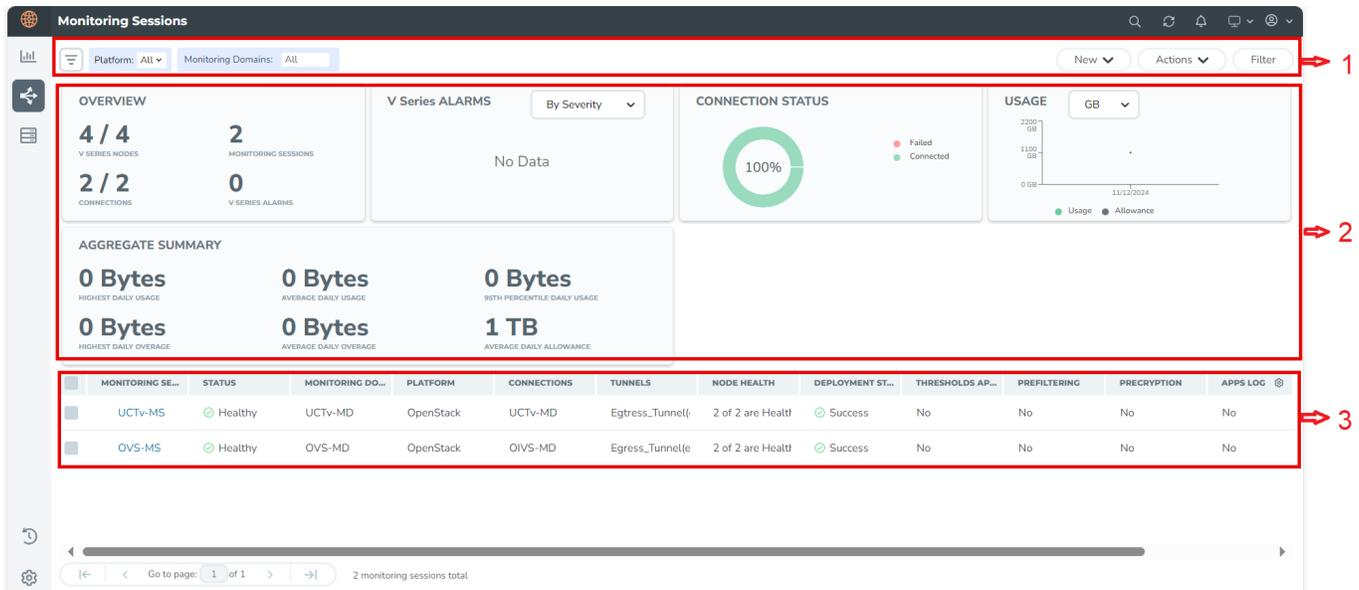 Monitoring Sessions
Platform: All Monitoring Domains: All New Actions Filter
1
OVERVIEW
4 / 4
V SERIES NODES
2
MONITORING SESSIONS
2 / 2
CONNECTIONS
0
V SERIES ALARMS
V Series ALARMS By Severity
No Data
CONNECTION STATUS
100%
Failed
Connected
USAGE GB
2200 GB
1100 GB
0 GB
11/12/2024
Usage Allowance
2
AGGREGATE SUMMARY
0 Bytes
HIGHEST DAILY USAGE
0 Bytes
AVERAGE DAILY USAGE
0 Bytes
95TH PERCENTILE DAILY USAGE
0 Bytes
HIGHEST DAILY OVERAGE
0 Bytes
AVERAGE DAILY OVERAGE
1 TB
AVERAGE DAILY ALLOWANCE
MONITORING SE... STATUS MONITORING DO... PLATFORM CONNECTIONS TUNNELS NODE HEALTH DEPLOYMENT ST... THRESHOLDS AP... PREFILTERING PRECRYPTION APPS LOG
UCTv-MS Healthy UCTv-MD OpenStack UCTv-MD Egtress_Tunnel( 2 of 2 are Healt Success No No No No
3
OVS-MS Healthy OVS-MD OpenStack OIVS-MD Egress_Tunnel(e 2 of 2 are Healt Success No No No No
Go to page: 1 of 1 2 monitoring sessions total